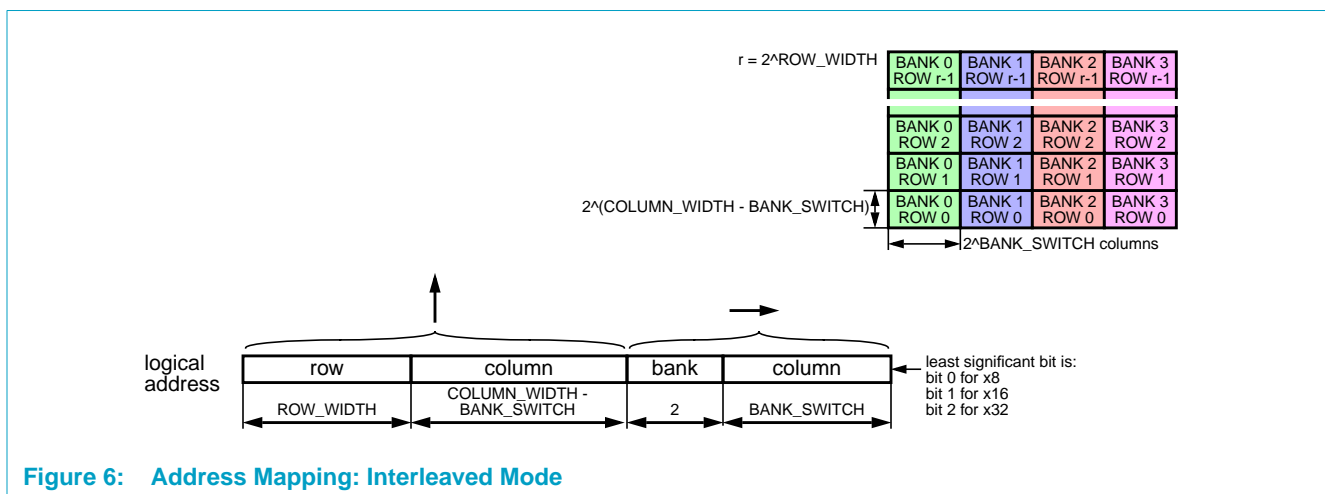 r = 2^ROW_WIDTH
BANK 0 BANK 1 BANK 2 BANK 3
ROW r-1 ROW r-1 ROW r-1 ROW r-1
BANK 0 BANK 1 BANK 2 BANK 3
ROW 2 ROW 2 ROW 2 ROW 2
BANK 0 BANK 1 BANK 2 BANK 3
ROW 1 ROW 1 ROW 1 ROW 1
2^(COLUMN_WIDTH - BANK_SWITCH)
BANK 0 BANK 1 BANK 2 BANK 3
ROW 0 ROW 0 ROW 0 ROW 0
2^BANK_SWITCH columns
logical
address
row column bank column
ROW_WIDTH
COLUMN_WIDTH -
BANK_SWITCH
2
BANK_SWITCH
least significant bit is:
bit 0 for x8
bit 1 for x16
bit 2 for x32
Figure 6: Address Mapping: Interleaved Mode